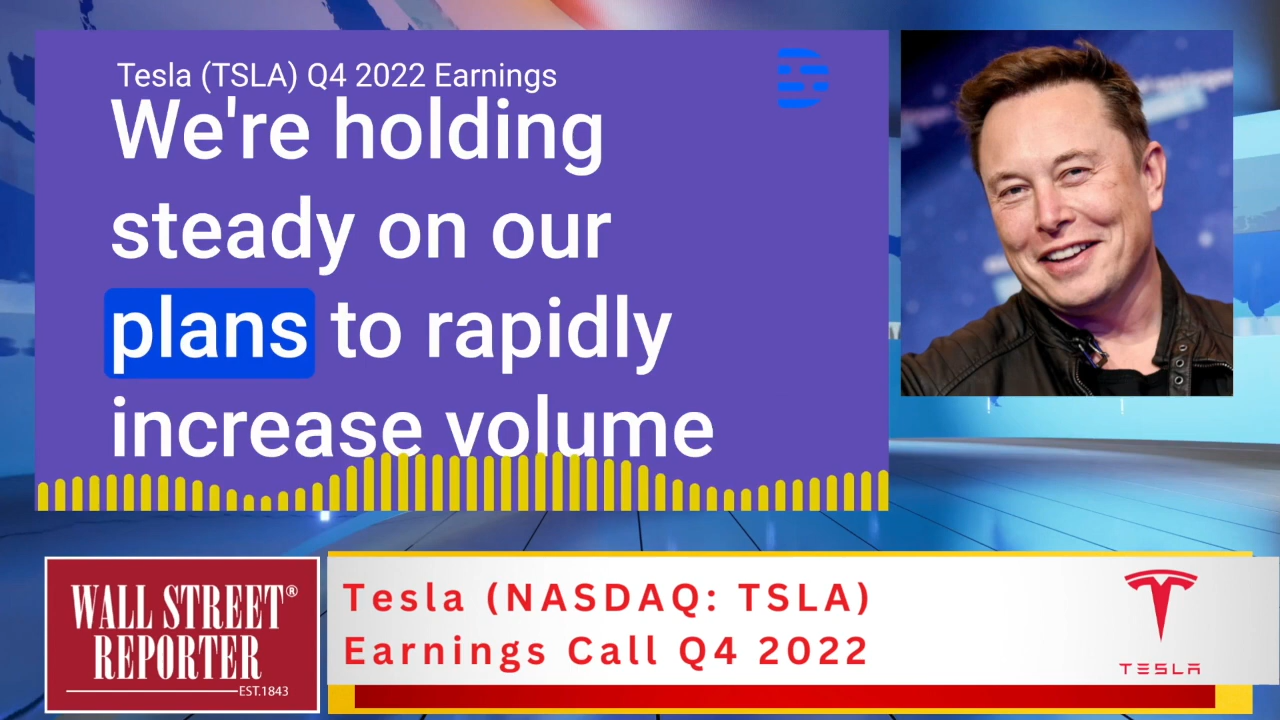 Tesla (TSLA) Q4 2022 Earnings
We're holding
steady on our
plans to rapidly
increase volume
WALL STREET®
REPORTER
EST.1843
Tesla (NASDAQ: TSLA)
Earnings Call Q4 2022
TESLA